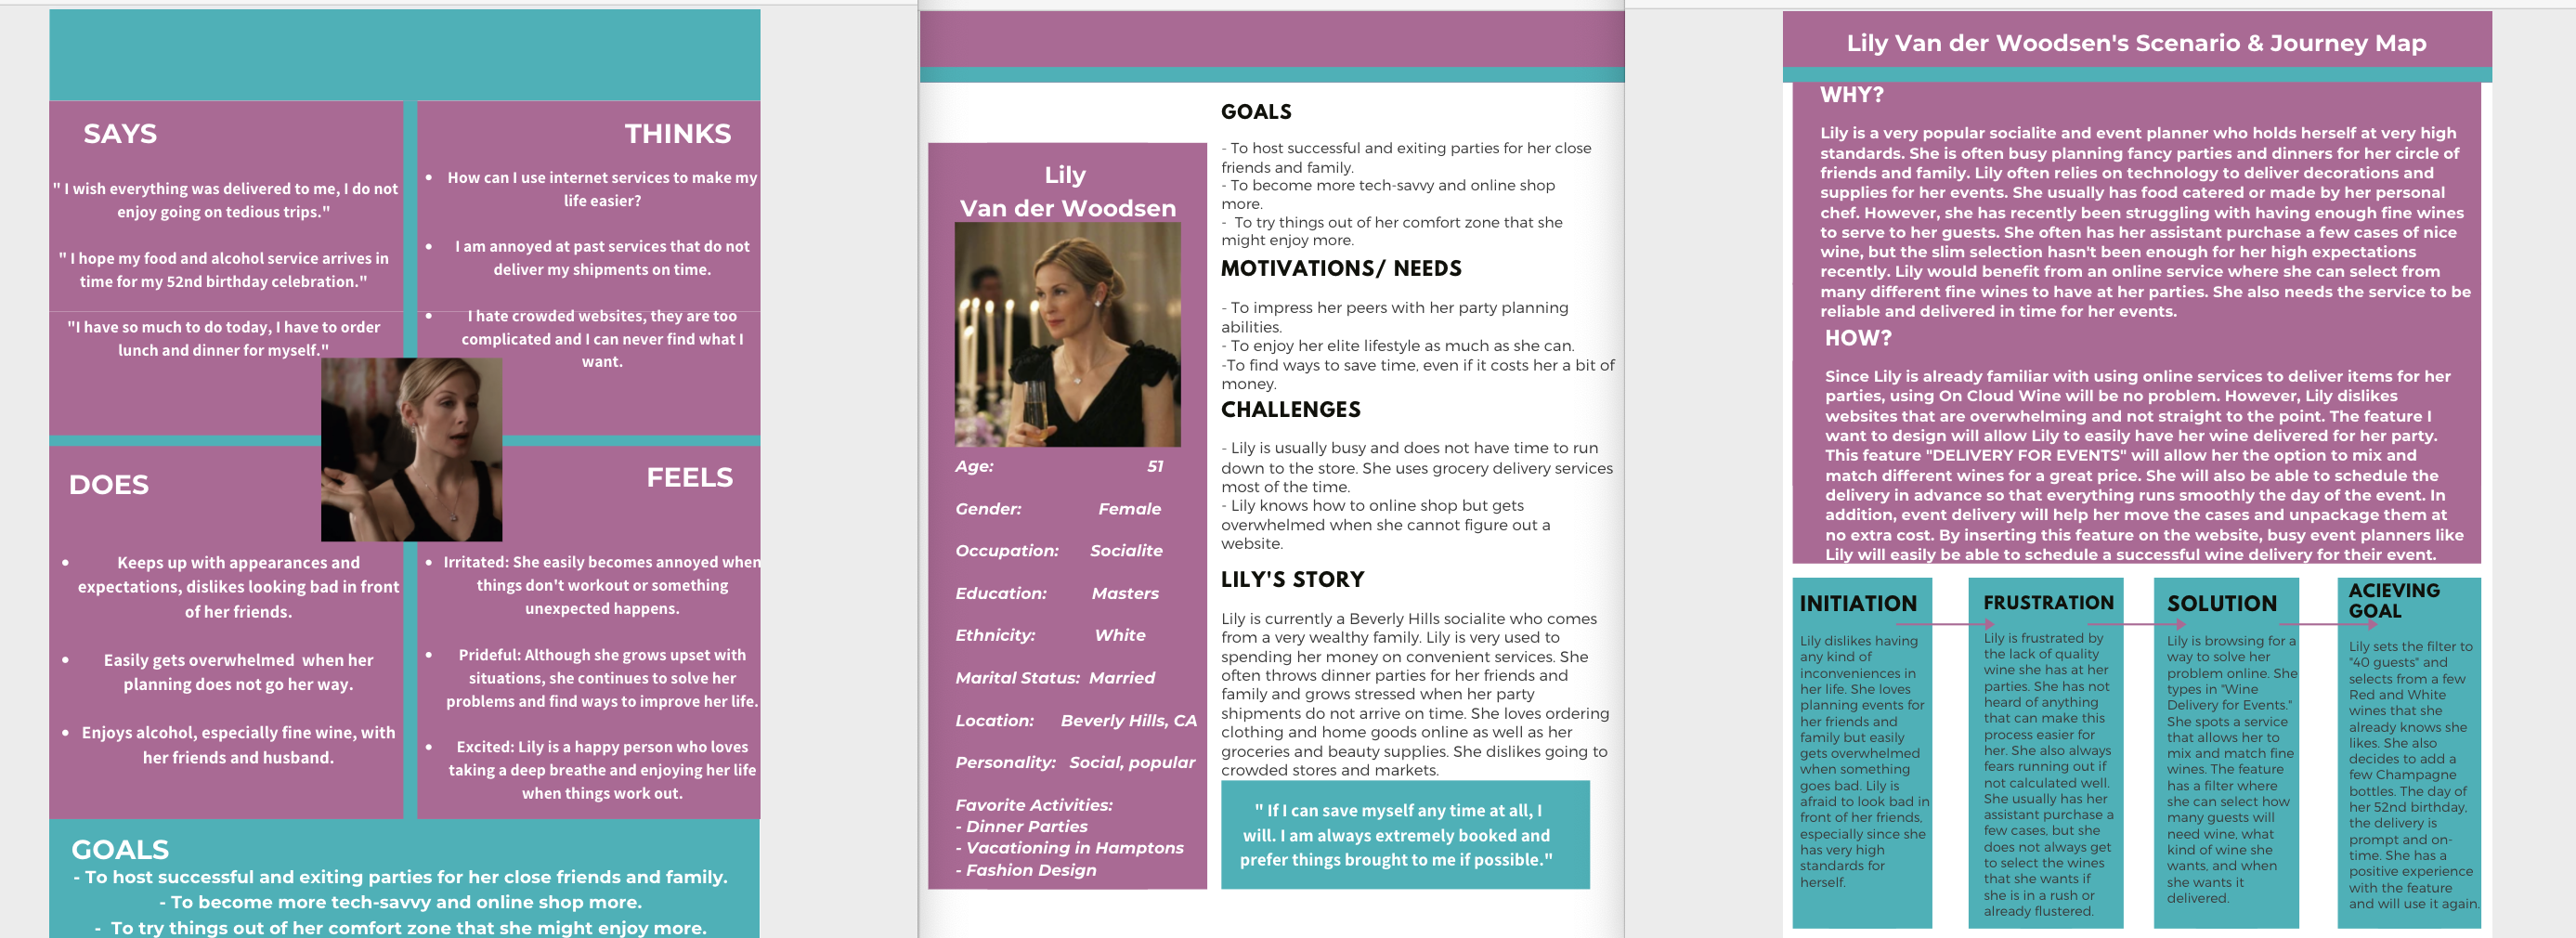 SAYS
" I wish everything was delivered to me, I do not
enjoy going on tedious trips."
" I hope my food and alcohol service arrives in
time for my 52nd birthday celebration."
"I have so much to do today, I have to order
lunch and dinner for myself."
THINKS
• How can I use internet services to make my
life easier?
• I am annoyed at past services that do not
deliver my shipments on time.
• I hate crowded websites, they are too
complicated and I can never find what I
want.
DOES
• Keeps up with appearances and
expectations, dislikes looking bad in front
of her friends.
• Easily gets overwhelmed when her
planning does not go her way.
• Enjoys alcohol, especially fine wine, with
her friends and husband.
FEELS
• Irritated: She easily becomes annoyed when
things don't workout or something
unexpected happens.
• Prideful: Although she grows upset with
situations, she continues to solve her
problems and find ways to improve her life.
• Excited: Lily is a happy person who loves
taking a deep breathe and enjoying her life
when things work out.
GOALS
- To host successful and exiting parties for her close friends and family.
- To become more tech-savvy and online shop more.
- To try things out of her comfort zone that she might enjoy more.
Lily
Van der Woodsen
Age: 51
Gender: Female
Occupation: Socialite
Education: Masters
Ethnicity: White
Marital Status: Married
Location: Beverly Hills, CA
Personality: Social, popular
Favorite Activities:
- Dinner Parties
- Vacationing in Hamptons
- Fashion Design
GOALS
- To host successful and exiting parties for her close
friends and family.
- To become more tech-savvy and online shop
more.
- To try things out of her comfort zone that she
might enjoy more.
MOTIVATIONS/ NEEDS
- To impress her peers with her party planning
abilities.
- To enjoy her elite lifestyle as much as she can.
-To find ways to save time, even if it costs her a bit of
money.
CHALLENGES
- Lily is usually busy and does not have time to run
down to the store. She uses grocery delivery services
most of the time.
- Lily knows how to online shop but gets
overwhelmed when she cannot figure out a
website.
LILY'S STORY
Lily is currently a Beverly Hills socialite who comes
from a very wealthy family. Lily is very used to
spending her money on convenient services. She
often throws dinner parties for her friends and
family and grows stressed when her party
shipments do not arrive on time. She loves ordering
clothing and home goods online as well as her
groceries and beauty supplies. She dislikes going to
crowded stores and markets.
" If I can save myself any time at all, I
will. I am always extremely booked and
prefer things brought to me if possible."
Lily Van der Woodsen's Scenario & Journey Map
WHY?
Lily is a very popular socialite and event planner who holds herself at very high
standards. She is often busy planning fancy parties and dinners for her circle of
friends and family. Lily often relies on technology to deliver decorations and
supplies for her events. She usually has food catered or made by her personal
chef. However, she has recently been struggling with having enough fine wines
to serve to her guests. She often has her assistant purchase a few cases of nice
wine, but the slim selection hasn't been enough for her high expectations
recently. Lily would benefit from an online service where she can select from
many different fine wines to have at her parties. She also needs the service to be
reliable and delivered in time for her events.
HOW?
Since Lily is already familiar with using online services to deliver items for her
parties, using On Cloud Wine will be no problem. However, Lily dislikes
websites that are overwhelming and not straight to the point. The feature I
want to design will allow Lily to easily have her wine delivered for her party.
This feature "DELIVERY FOR EVENTS" will allow her the option to mix and
match different wines for a great price. She will also be able to schedule the
delivery in advance so that everything runs smoothly the day of the event. In
addition, event delivery will help her move the cases and unpackage them at
no extra cost. By inserting this feature on the website, busy event planners like
Lily will easily be able to schedule a successful wine delivery for their event.
INITIATION
Lily dislikes having
any kind of
inconveniences in
her life. She loves
planning events for
her friends and
family but easily
gets overwhelmed
when something
goes bad. Lily is
afraid to look bad in
front of her friends,
especially since she
has very high
standards for
herself.
FRUSTRATION
Lily is frustrated by
the lack of quality
wine she has at her
parties. She has not
heard of anything
that can make this
process easier for
her. She also always
fears running out if
not calculated well.
She usually has her
assistant purchase a
few cases, but she
does not always get
to select the wines
that she wants if
she is in a rush or
already flustered.
SOLUTION
Lily is browsing for a
way to solve her
problem online. She
types in "Wine
Delivery for Events."
She spots a service
that allows her to
mix and match fine
wines. The feature
has a filter where
she can select how
many guests will
need wine, what
kind of wine she
wants, and when
she wants it
delivered.
ACIEVING
GOAL
Lily sets the filter to
"40 guests" and
selects from a few
Red and White
wines that she
already knows she
likes. She also
decides to add a
few Champagne
bottles. The day of
her 52nd birthday,
the delivery is
prompt and on-
time. She has a
positive experience
with the feature
and will use it again.